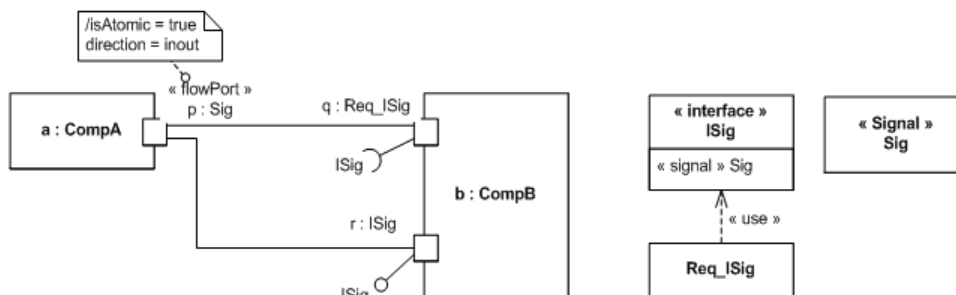 /isAtomic = true
direction = inout
« flowPort »
p : Sig
q : Req_ISig
a : CompA
ISig
b : CompB
r : ISig
ISig
« interface »
ISig
« signal » Sig
« use »
Req_ISig
« Signal »
Sig